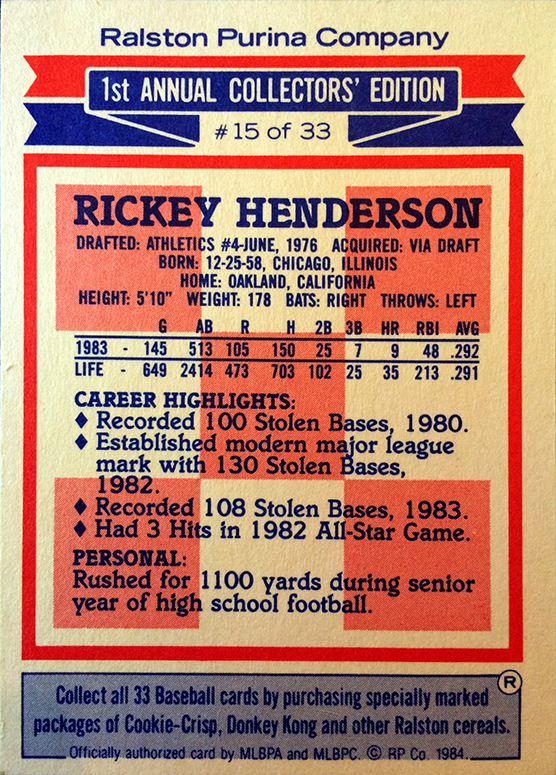 Ralston Purina Company
1st ANNUAL COLLECTORS' EDITION
#15 of 33
RICKEY HENDERSON
DRAFTED: ATHLETICS #4-JUNE, 1976 ACQUIRED: VIA DRAFT
BORN: 12-25-58, CHICAGO, ILLINOIS
HOME: OAKLAND, CALIFORNIA
HEIGHT: 5'10" WEIGHT: 178 BATS: RIGHT THROWS: LEFT
G AB R H 2B 3B HR RBI AVG
1983 - 145 513 105 150 25 7 9 48 .292
LIFE - 649 2414 473 703 102 25 35 213 .291
CAREER HIGHLIGHTS:
♦ Recorded 100 Stolen Bases, 1980.
♦ Established modern major league
mark with 130 Stolen Bases,
1982.
♦ Recorded 108 Stolen Bases, 1983.
♦ Had 3 Hits in 1982 All-Star Game.
PERSONAL:
Rushed for 1100 yards during senior
year of high school football.
®
Collect all 33 Baseball cards by purchasing specially marked
packages of Cookie-Crisp, Donkey Kong and other Ralston cereals.
Officially authorized card by MLBPA and MLBPC. © RP Co. 1984.